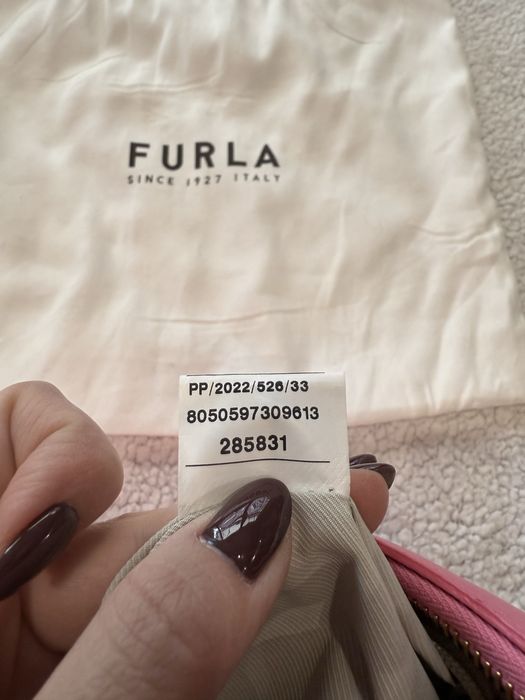 FURLA
SINCE 1927 ITALY
PP/2022/526/33
8050597309613
285831